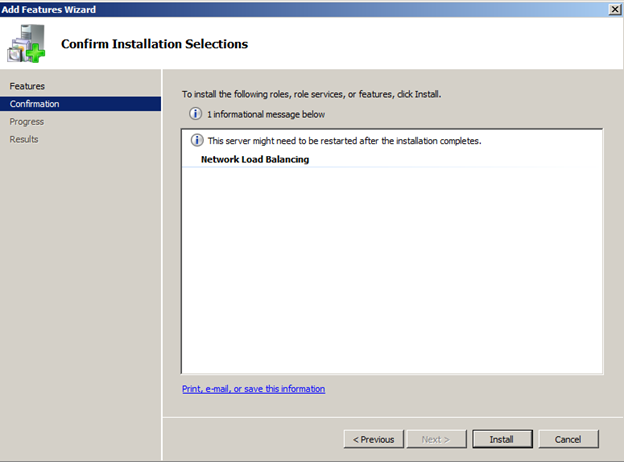 Add Features Wizard
Confirm Installation Selections
Features
Confirmation
Progress
Results
To install the following roles, role services, or features, click Install.
1 informational message below
This server might need to be restarted after the installation completes.
Network Load Balancing
Print, e-mail, or save this information
< Previous
Next >
Install
Cancel